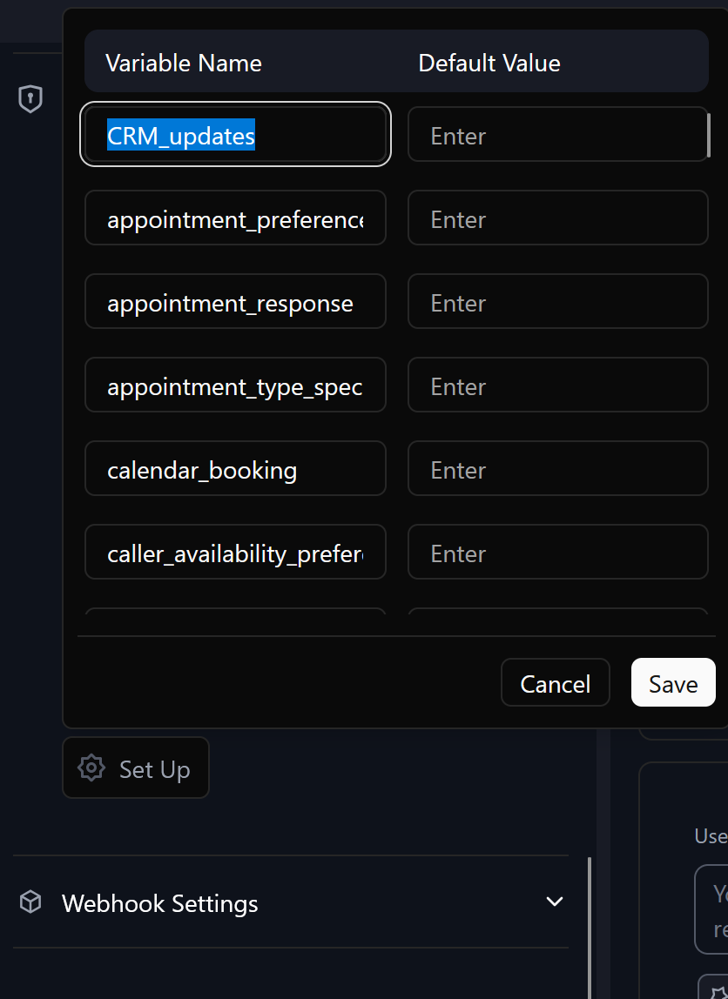 Variable Name Default Value
CRM_updates Enter
appointment_preference Enter
appointment_response Enter
appointment_type_spec Enter
calendar_booking Enter
caller_availability_prefer Enter
Cancel Save
Set Up
Use
Webhook Settings